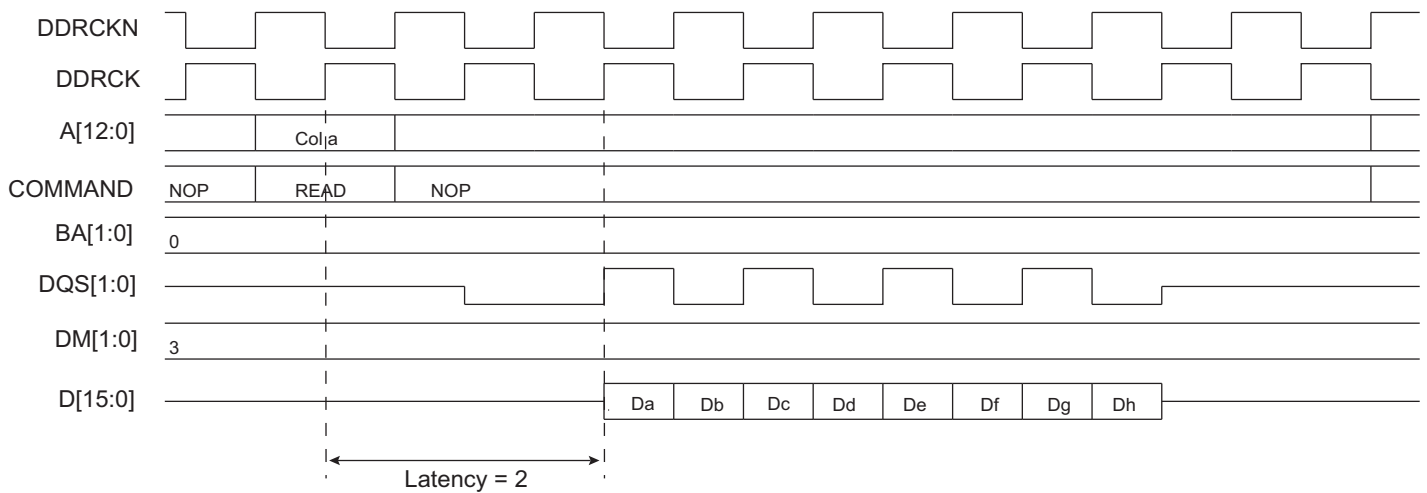 DDRCKN
DDRCK
A[12:0] Col a
COMMAND NOP READ NOP
BA[1:0] 0
DQS[1:0]
DM[1:0] 3
D[15:0] Da Db Dc Dd De Df Dg Dh
Latency = 2